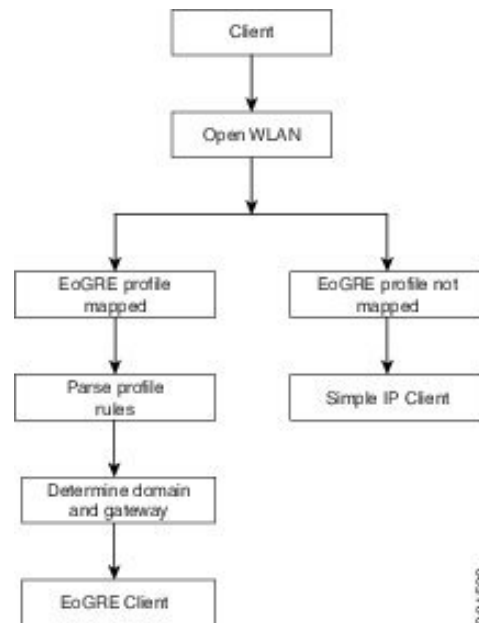 Client
Open WLAN
EoGRE profile
mapped
EoGRE profile not
mapped
Parse profile
rules
Simple IP Client
Determine domain
and gateway
EoGRE Client